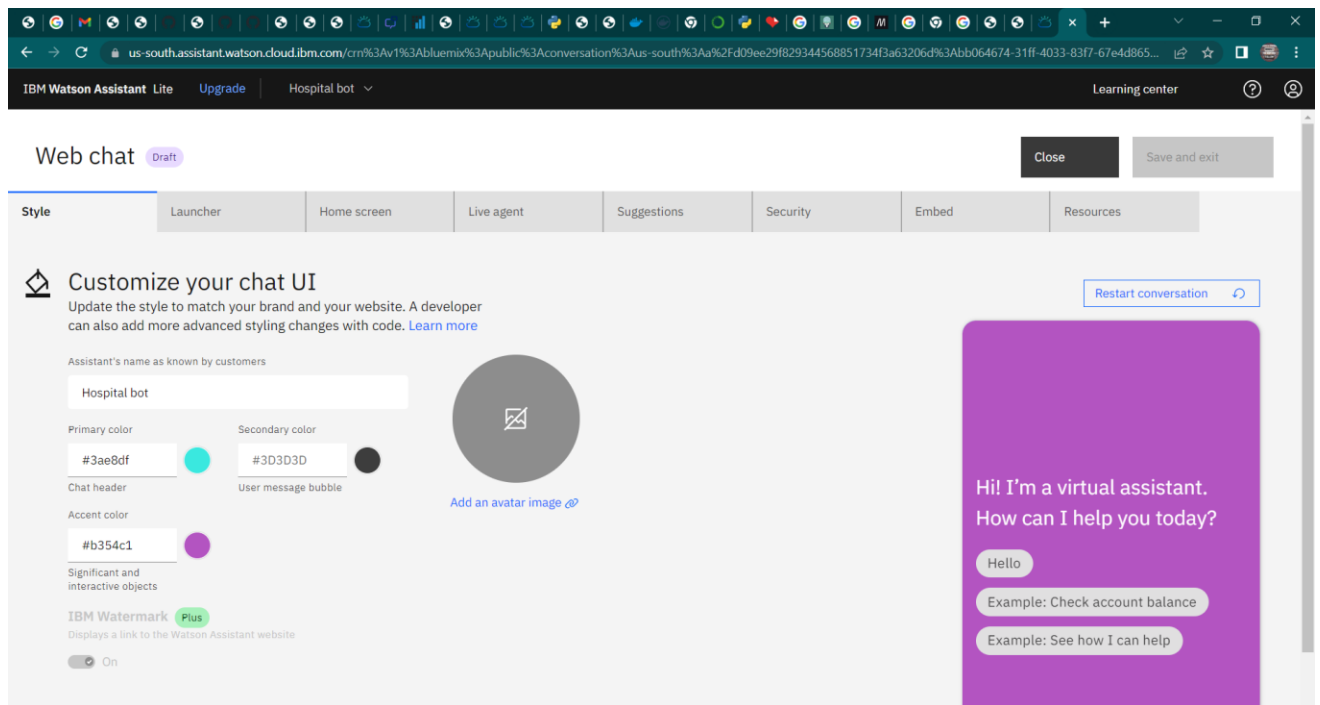 us-south.assistant.watson.cloud.ibm.com/crn%3Av1%3Abluemix%3Apublic%3Aconversation%3Aus-south%3Aa%2Fd09ee29f82934456885​1734f3a63206d%3Abb064674-31ff-4033-83f7-67e4d865...
IBM Watson Assistant Lite Upgrade Hospital bot Learning center
Web chat Draft Close Save and exit
Style Launcher Home screen Live agent Suggestions Security Embed Resources
Customize your chat UI
Update the style to match your brand and your website. A developer
can also add more advanced styling changes with code. Learn more
Restart conversation
Assistant's name as known by customers
Hospital bot
Primary color Secondary color
#3ae8df #3D3D3D
Chat header User message bubble
Add an avatar image
Accent color
#b354c1
Significant and
interactive objects
IBM Watermark Plus
Displays a link to the Watson Assistant website
On
Hi! I'm a virtual assistant.
How can I help you today?
Hello
Example: Check account balance
Example: See how I can help